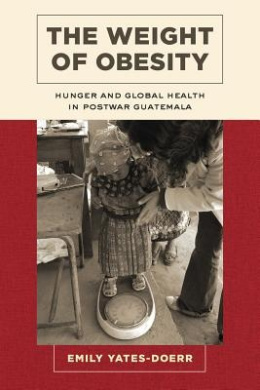 THE WEIGHT
OF OBESITY
HUNGER AND GLOBAL HEALTH
IN POSTWAR GUATEMALA
EMILY YATES-DOERR